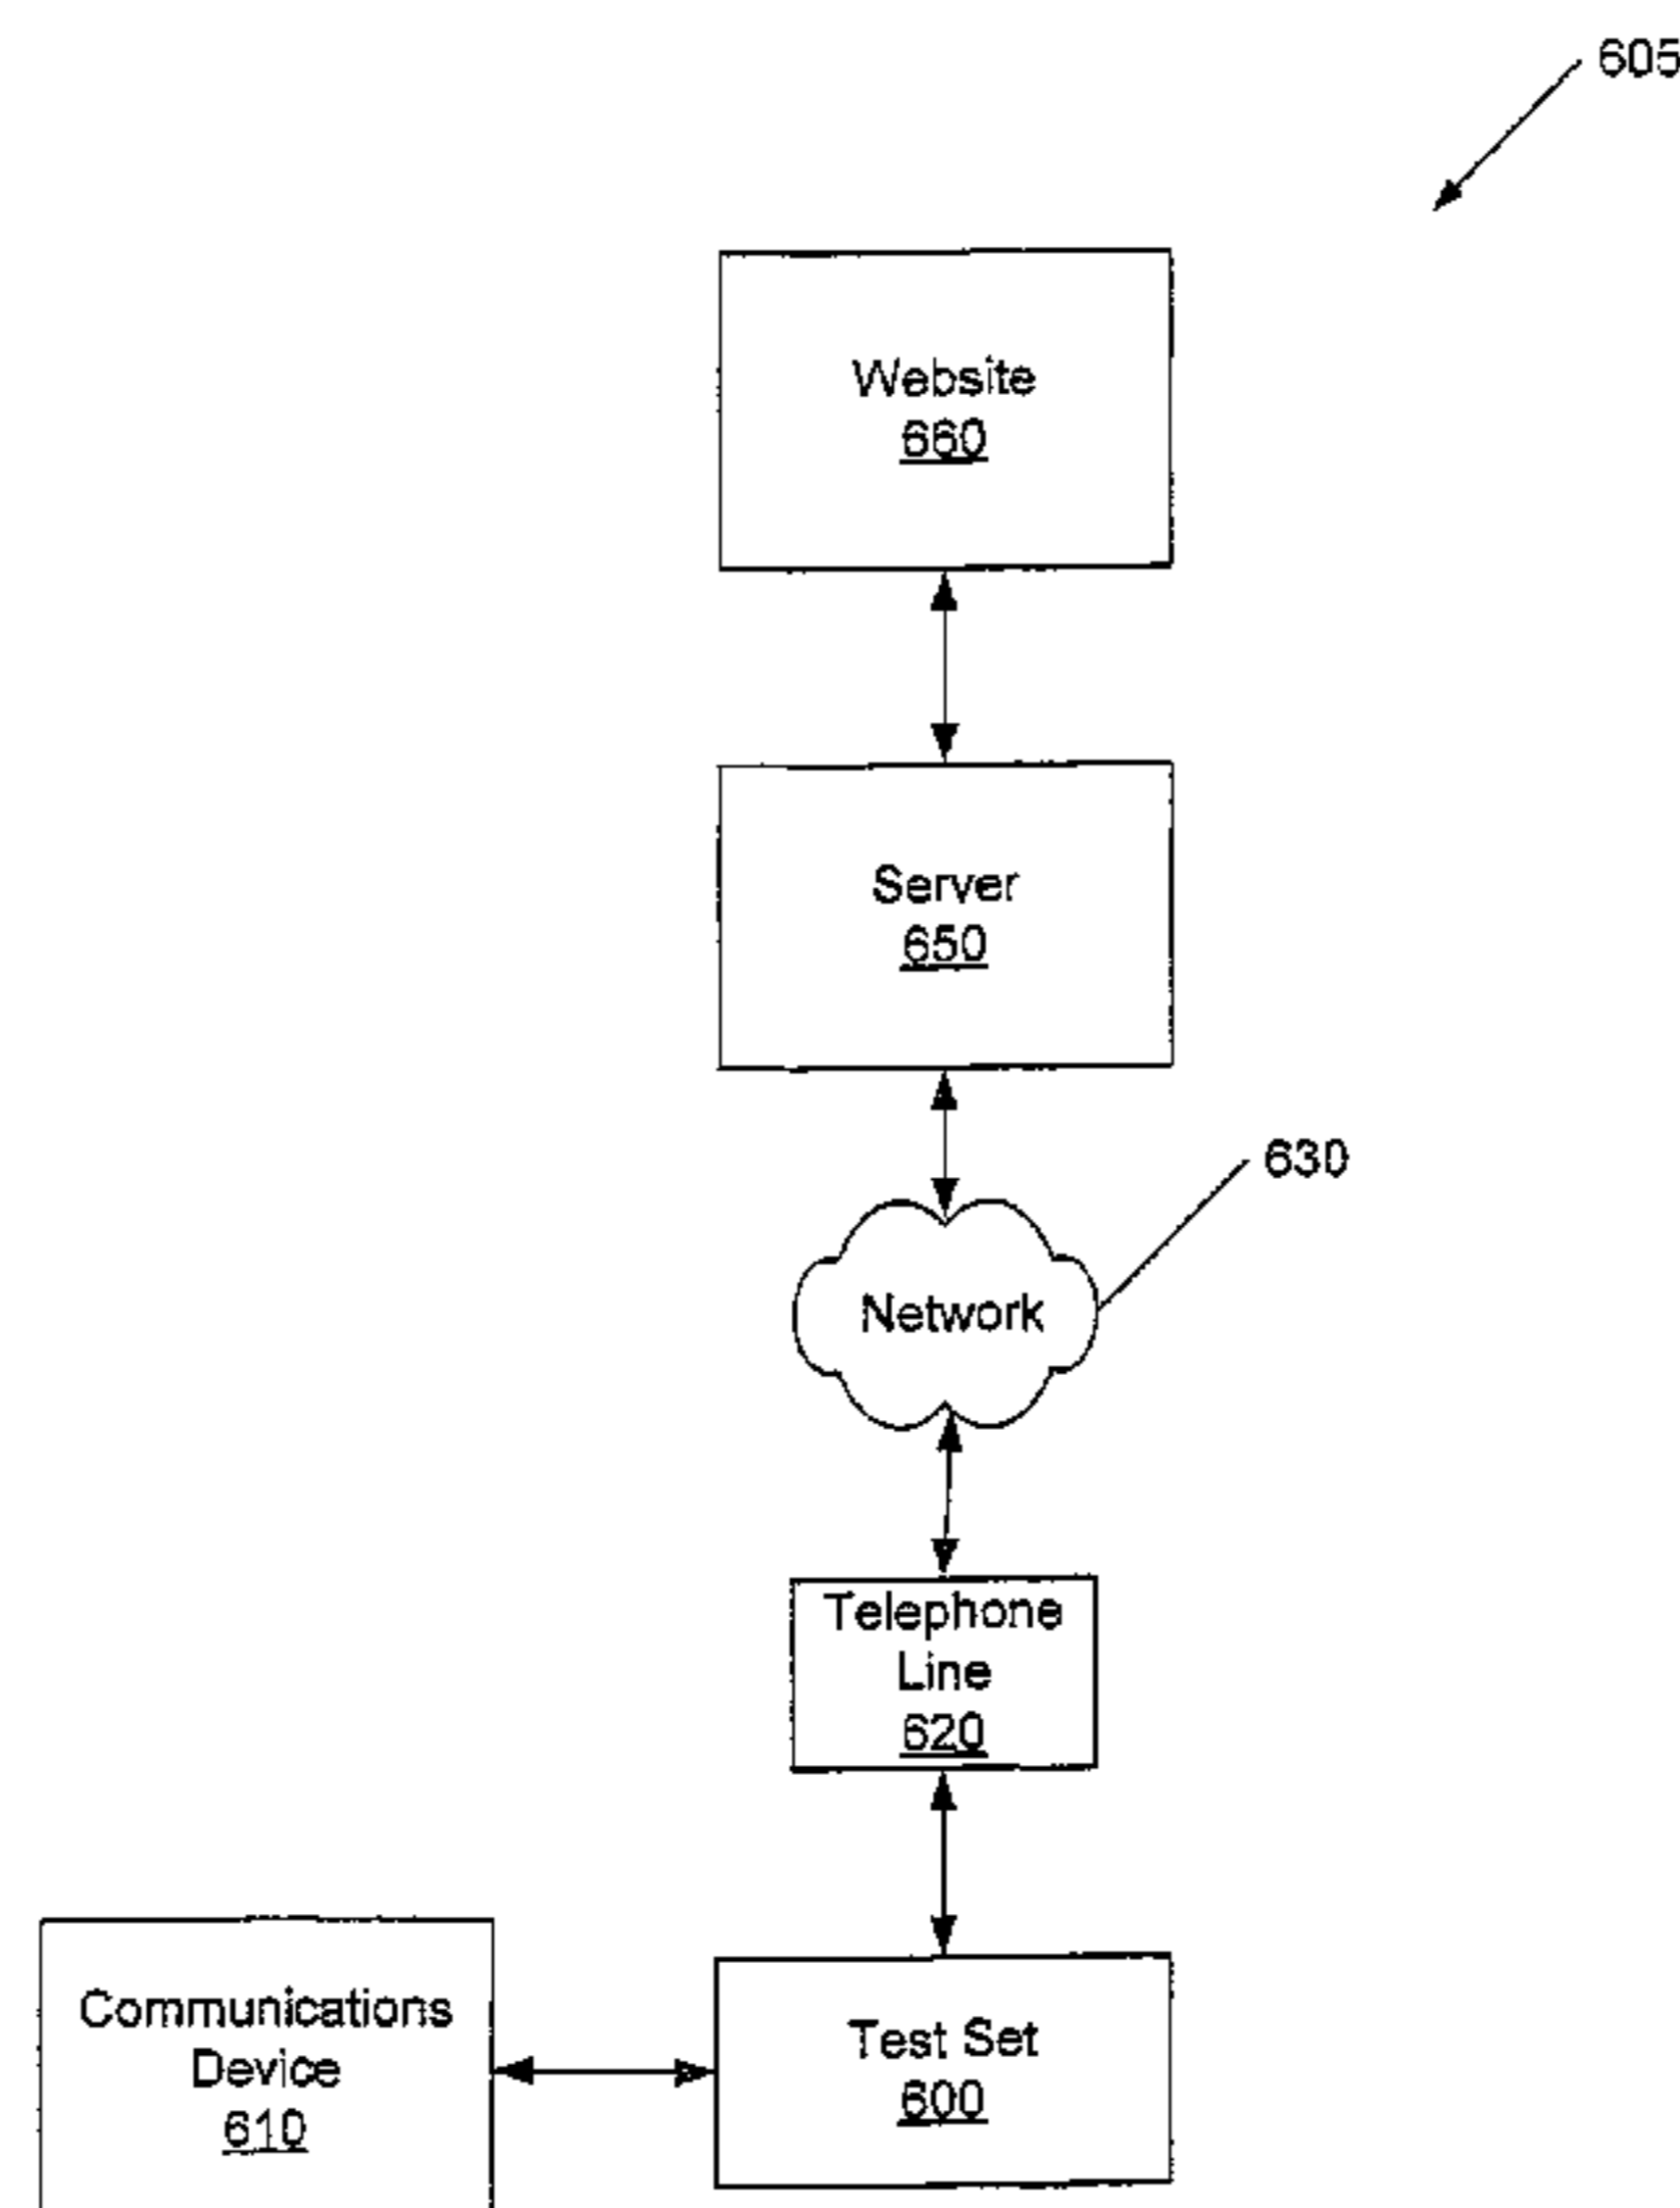 605
Website
660
Server
650
630
Network
Telephone
Line
620
Communications
Device
610
Test Set
600